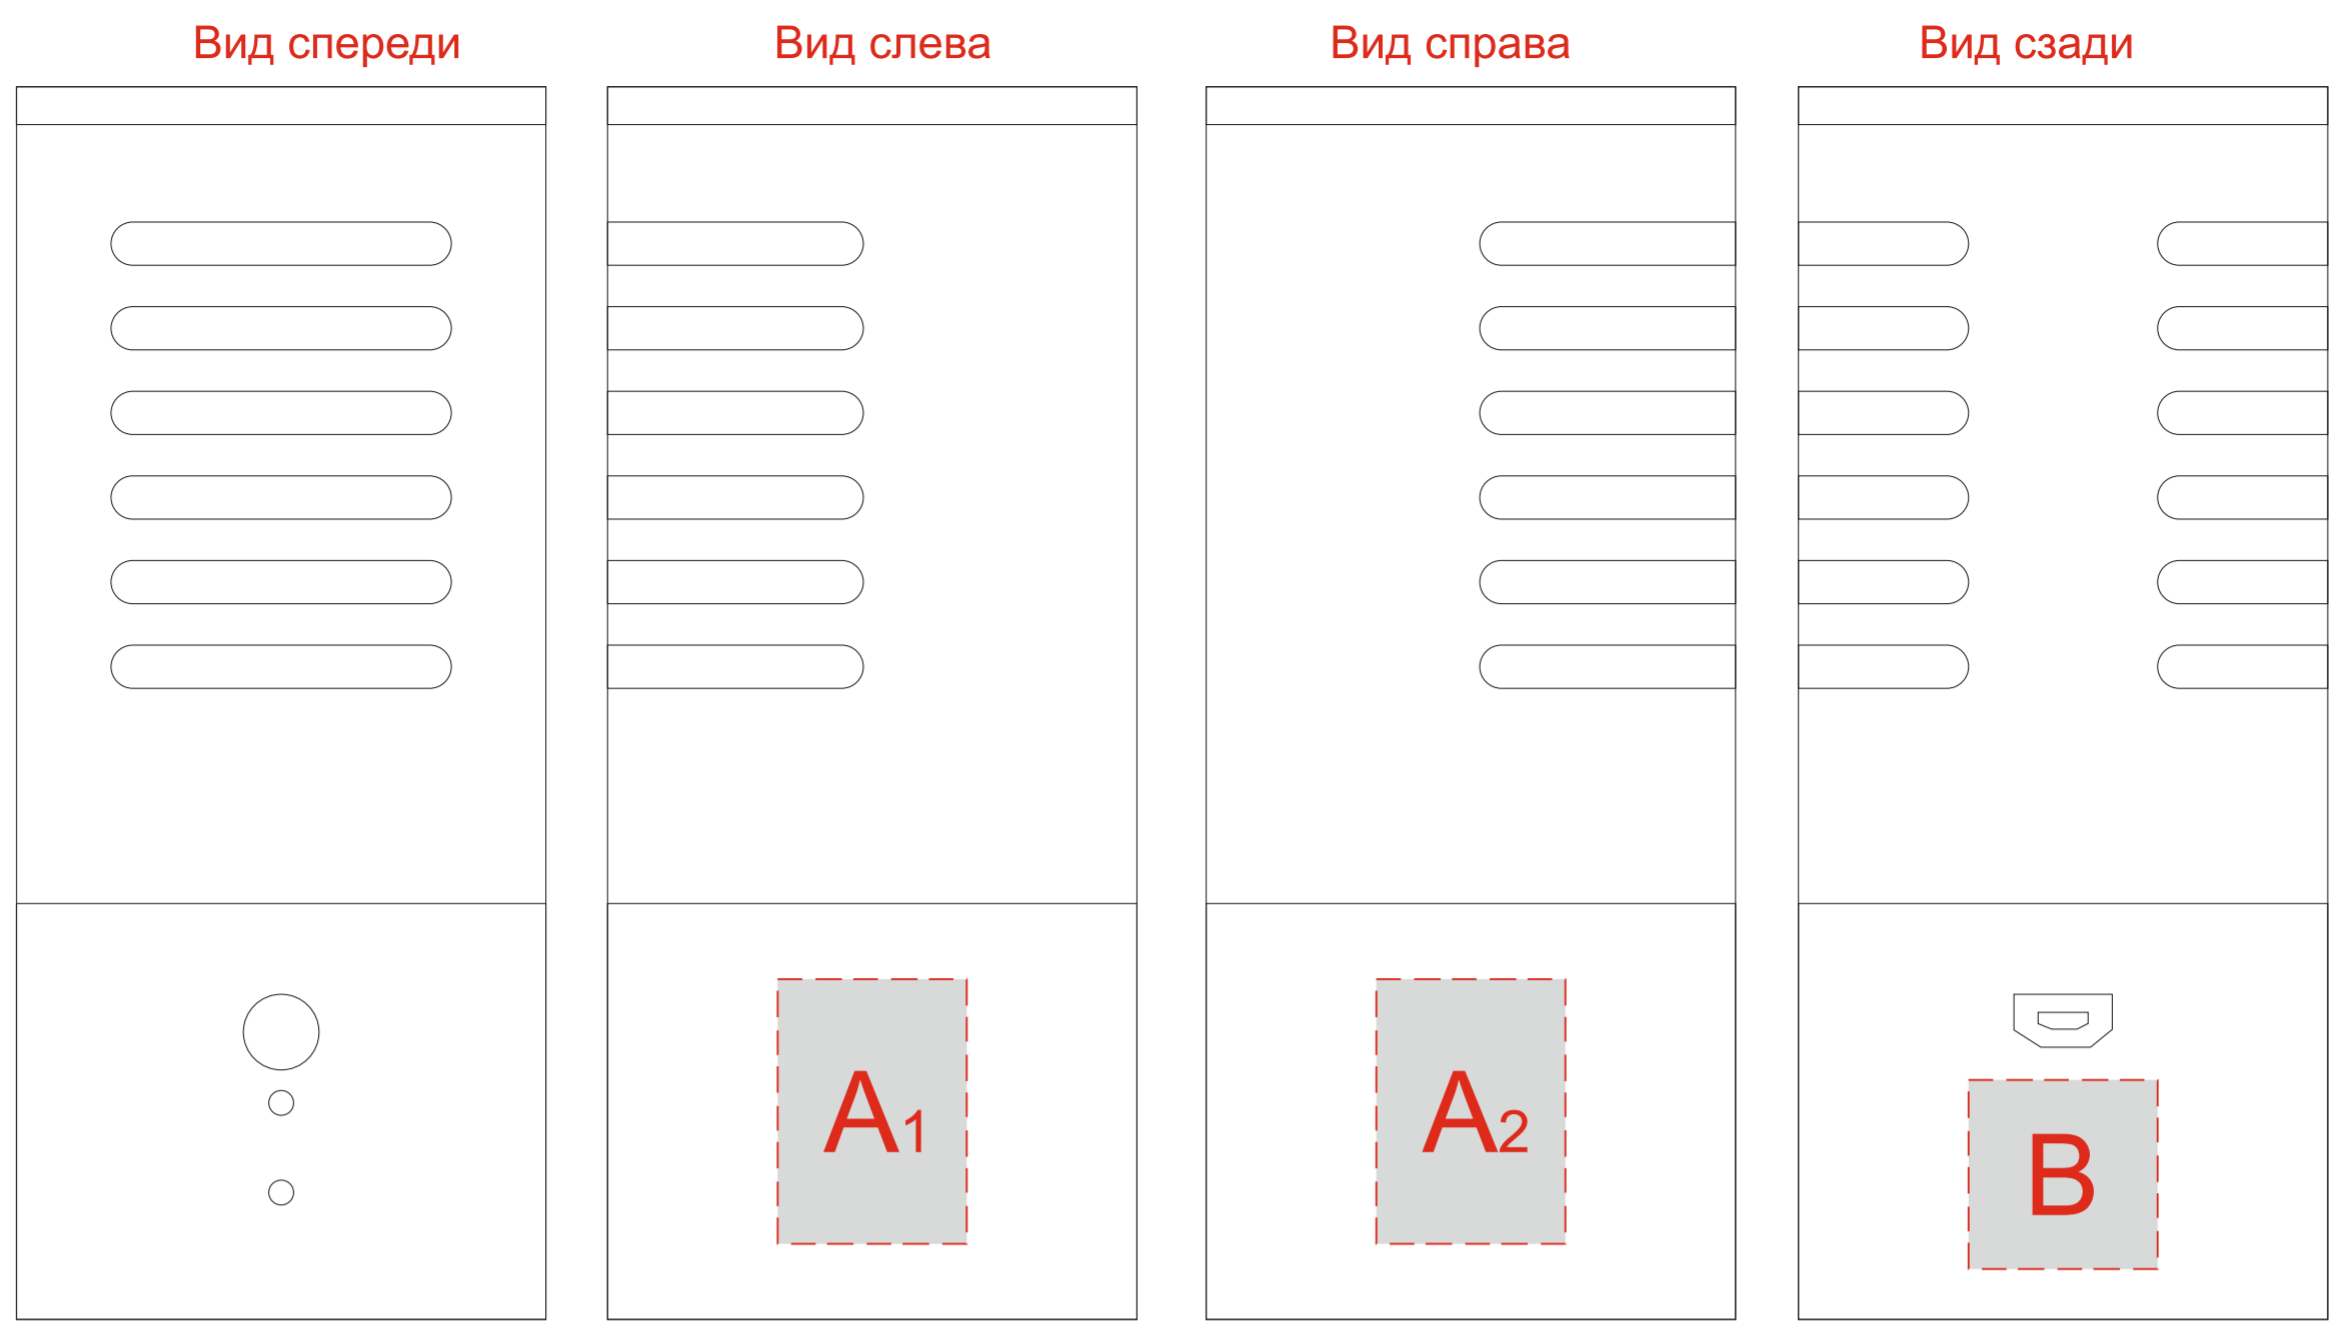 Вид спереди
Вид слева
Вид справа
Вид сзади
A1
A2
B